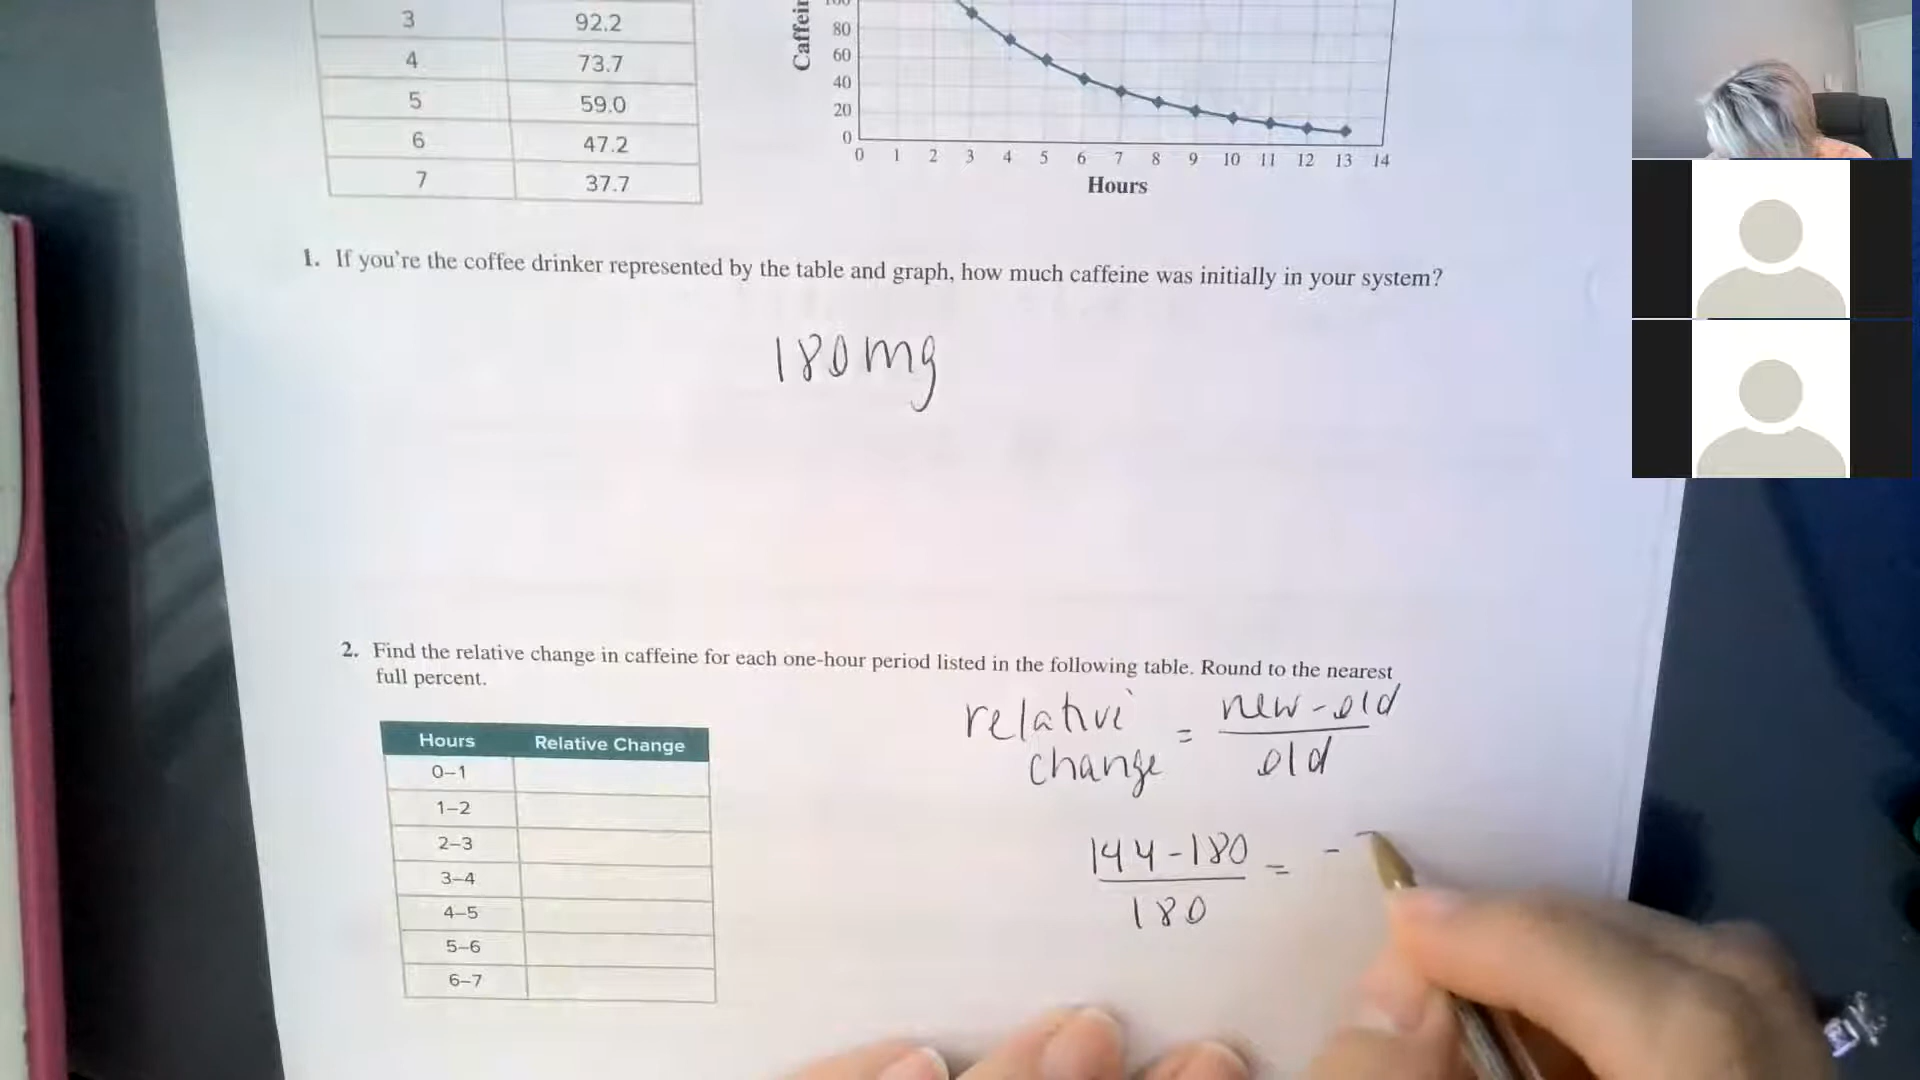 3 92.2
4 73.7
5 59.0
6 47.2
7 37.7
80
60
40
20
0
0 1 2 3 4 5 6 7 8 9 10 11 12 13 14
Hours
1. If you're the coffee drinker represented by the table and graph, how much caffeine was initially in your system?
180 mg
2. Find the relative change in caffeine for each one-hour period listed in the following table. Round to the nearest
full percent.
relative change = new - old / old
Hours Relative Change
0–1
1–2
2–3
3–4
4–5
5–6
6–7
144 - 180 / 180 = -